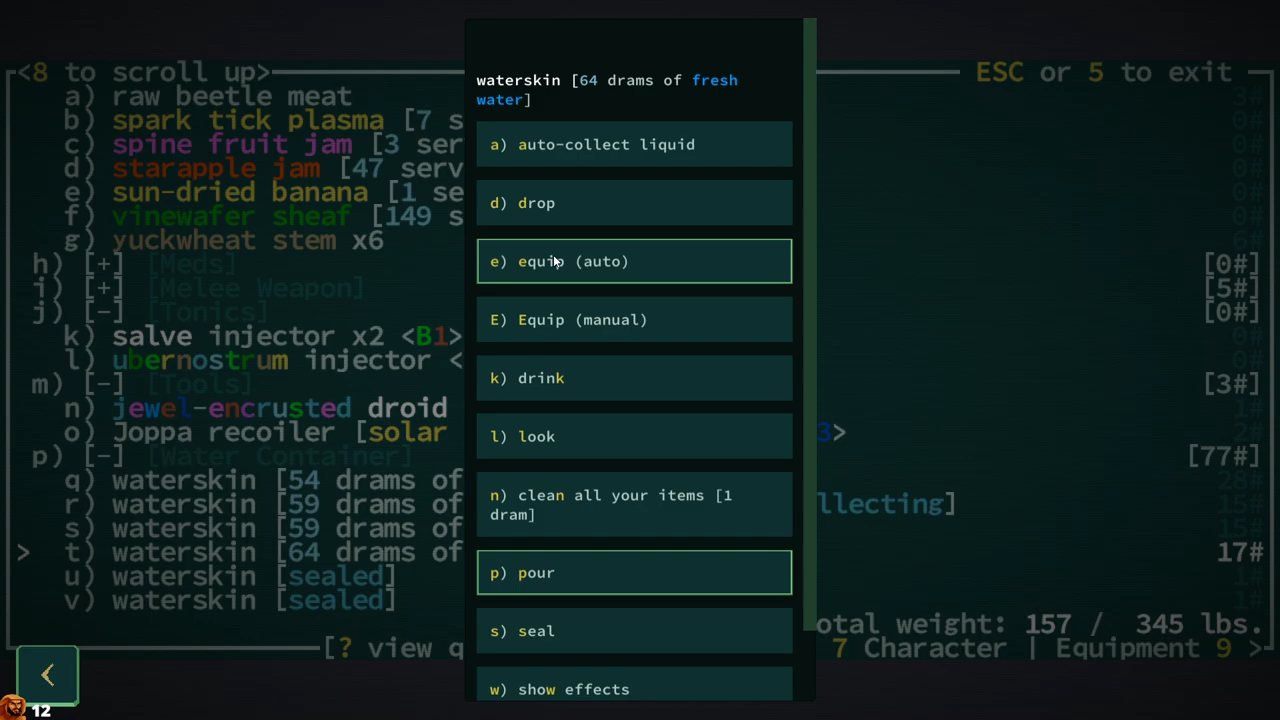 <8 to scroll up>
ESC or 5 to exit
a) raw beetle meat
b) spark tick plasma [7 s
c) spine fruit jam [3 ser
d) starapple jam [47 serv
e) sun-dried banana [1 se
f) vinewafer sheaf [149 s
g) yuckwheat stem x6
h) [+] [Meds] [0#]
i) [+] [Melee Weapon] [5#]
j) [-] [Tonics] [0#]
k) salve injector x2 <B1>
l) ubernostrum injector <
m) [-] [Tools] [3#]
n) jewel-encrusted droid
o) Joppa recoiler [solar 3>
p) [-] [Water Container] [77#]
q) waterskin [54 drams of
r) waterskin [59 drams of llecting]
s) waterskin [59 drams of
> t) waterskin [64 drams of 17#
u) waterskin [sealed]
v) waterskin [sealed]
otal weight: 157 / 345 lbs.
[? view q 7 Character | Equipment 9 >
waterskin [64 drams of fresh
water]
a) auto-collect liquid
d) drop
e) equip (auto)
E) Equip (manual)
k) drink
l) look
n) clean all your items [1
dram]
p) pour
s) seal
w) show effects
<
12